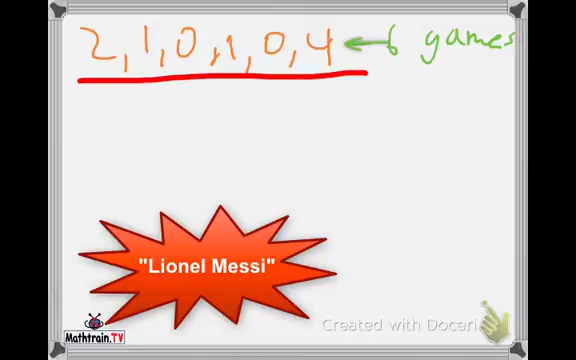 2, 1, 0, 1, 0, 4 ← 6 games
"Lionel Messi"
Mathtrain.TV
Created with Doceri